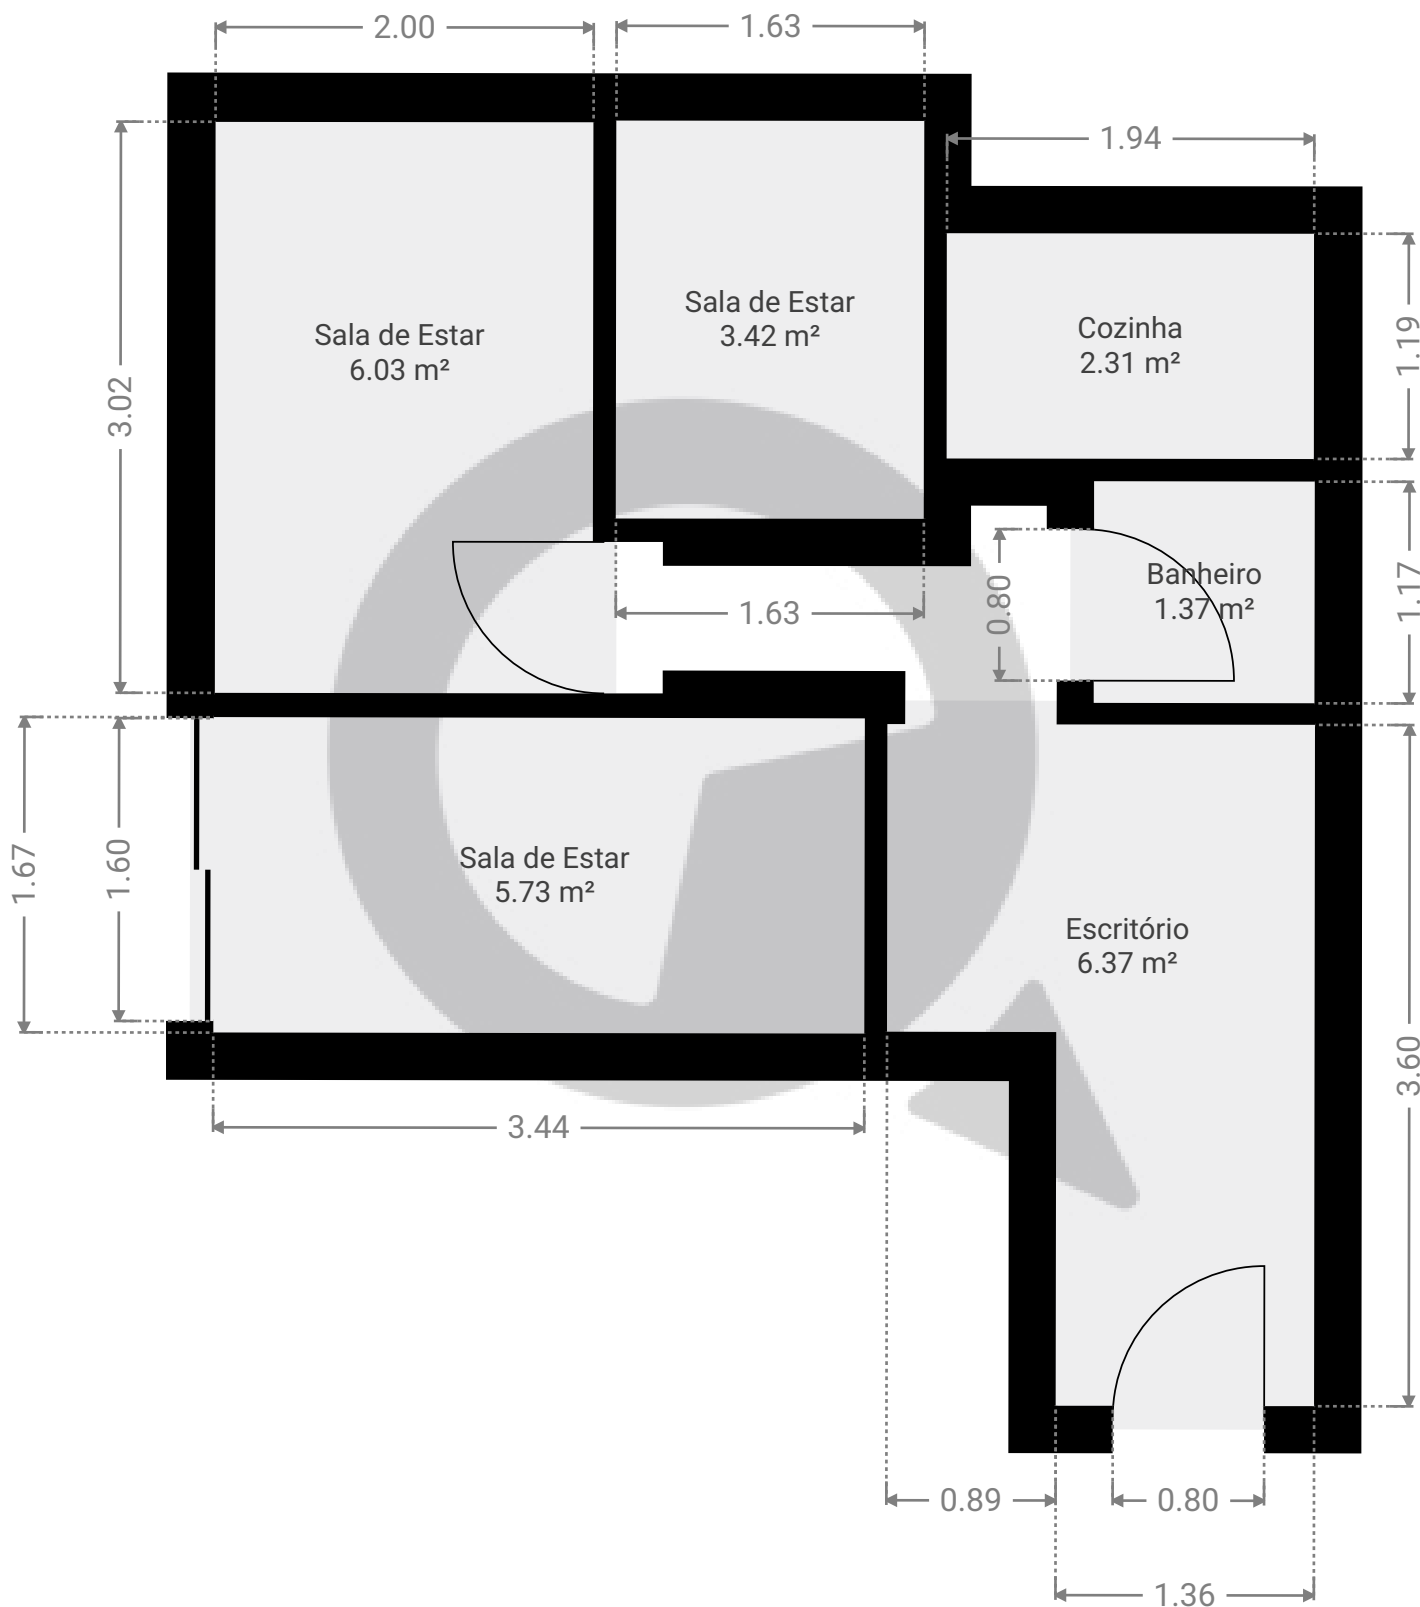 2.00
1.63
1.94
Sala de Estar
6.03 m²
Sala de Estar
3.42 m²
Cozinha
2.31 m²
1.19
3.02
Banheiro
1.37 m²
1.17
0.80
1.63
1.67
1.60
Sala de Estar
5.73 m²
Escritório
6.37 m²
3.60
3.44
0.89
0.80
1.36